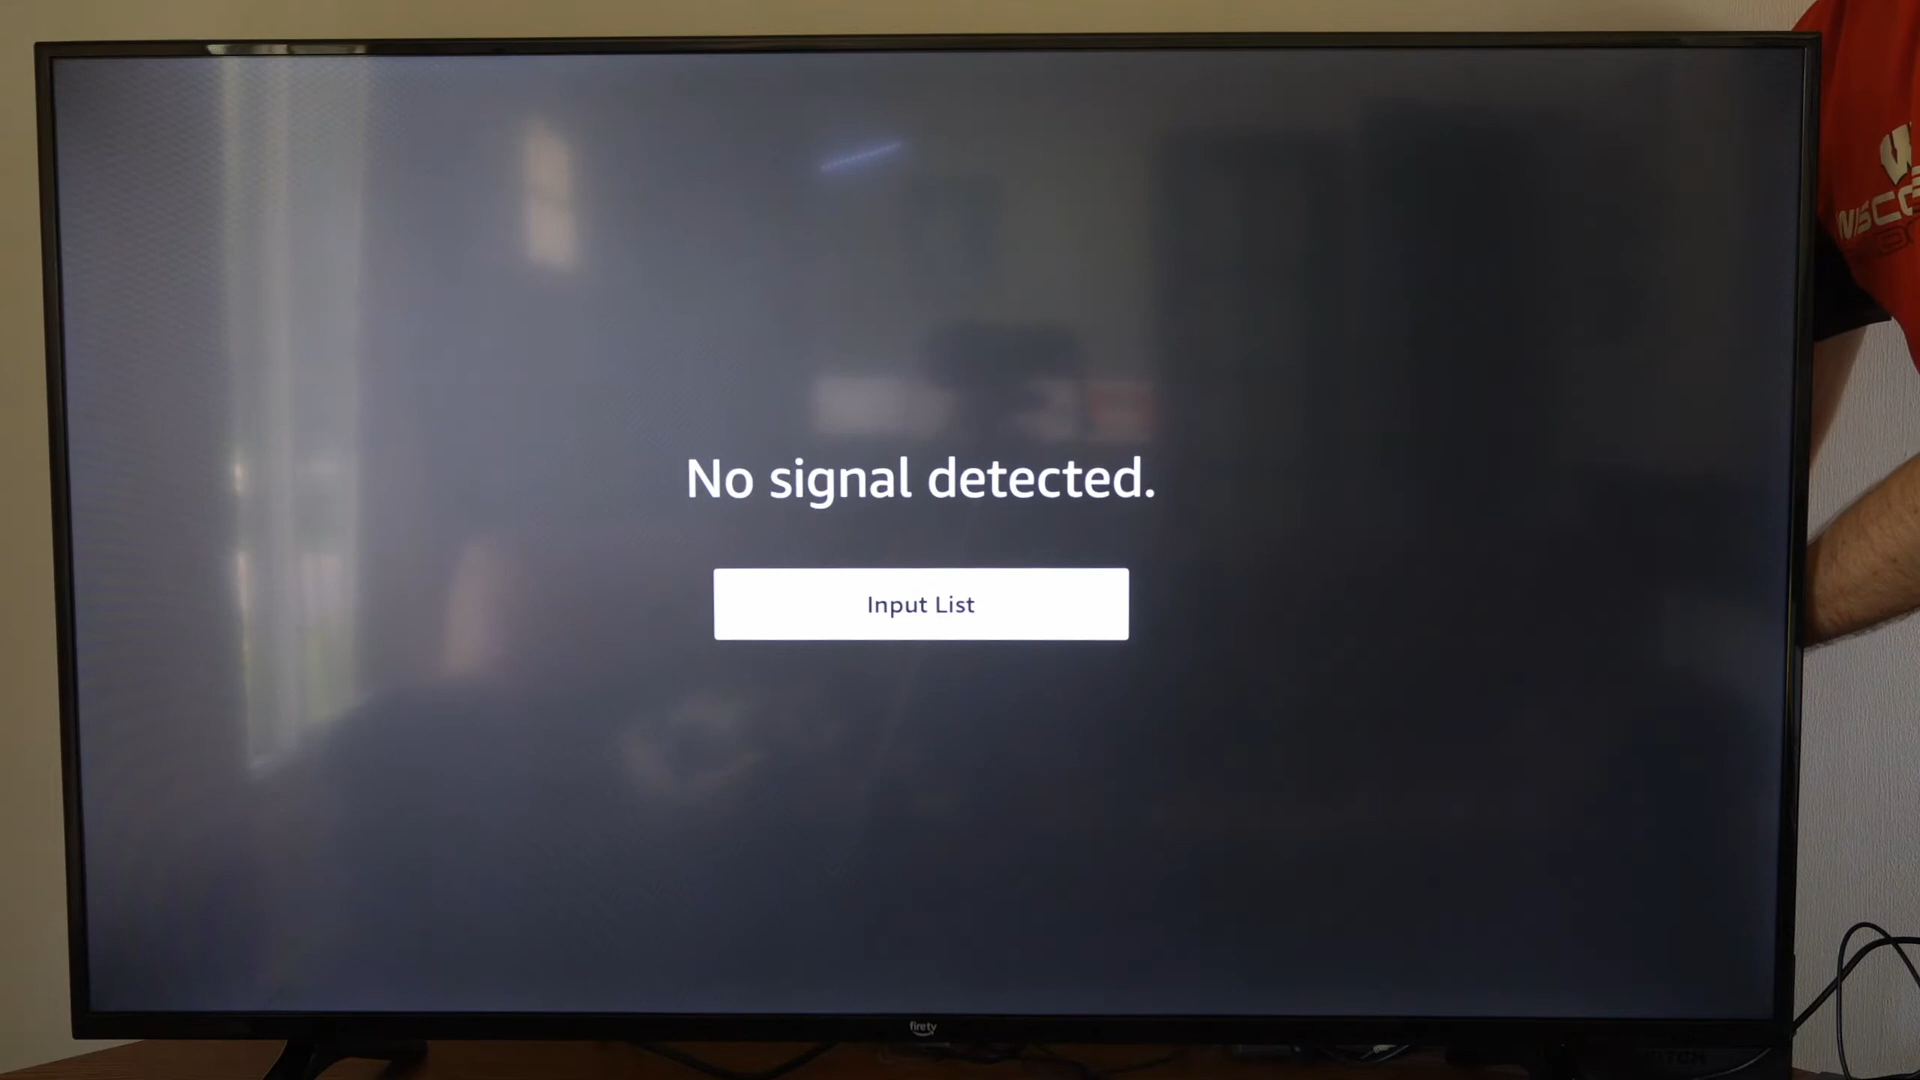 No signal detected.
Input List
firetv